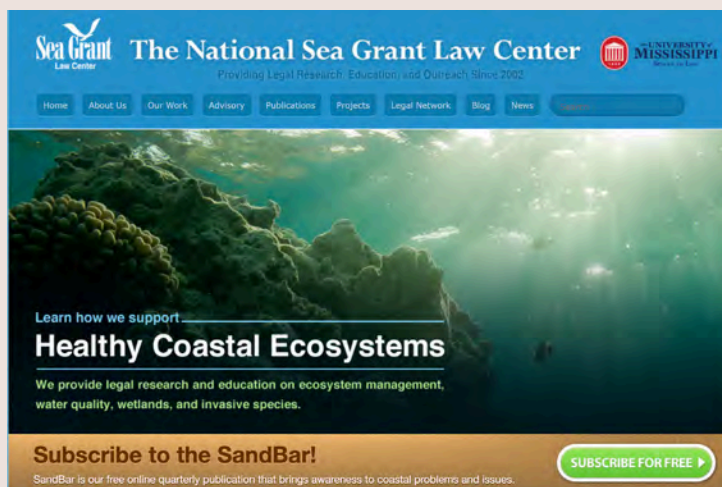 Sea Grant
Law Center
The National Sea Grant Law Center
Providing Legal Research, Education, and Outreach Since 2002
THE UNIVERSITY of
MISSISSIPPI
SCHOOL OF LAW
Home About Us Our Work Advisory Publications Projects Legal Network Blog News
Learn how we support
Healthy Coastal Ecosystems
We provide legal research and education on ecosystem management,
water quality, wetlands, and invasive species.
Subscribe to the SandBar!
SUBSCRIBE FOR FREE
SandBar is our free online quarterly publication that brings awareness to coastal problems and issues.